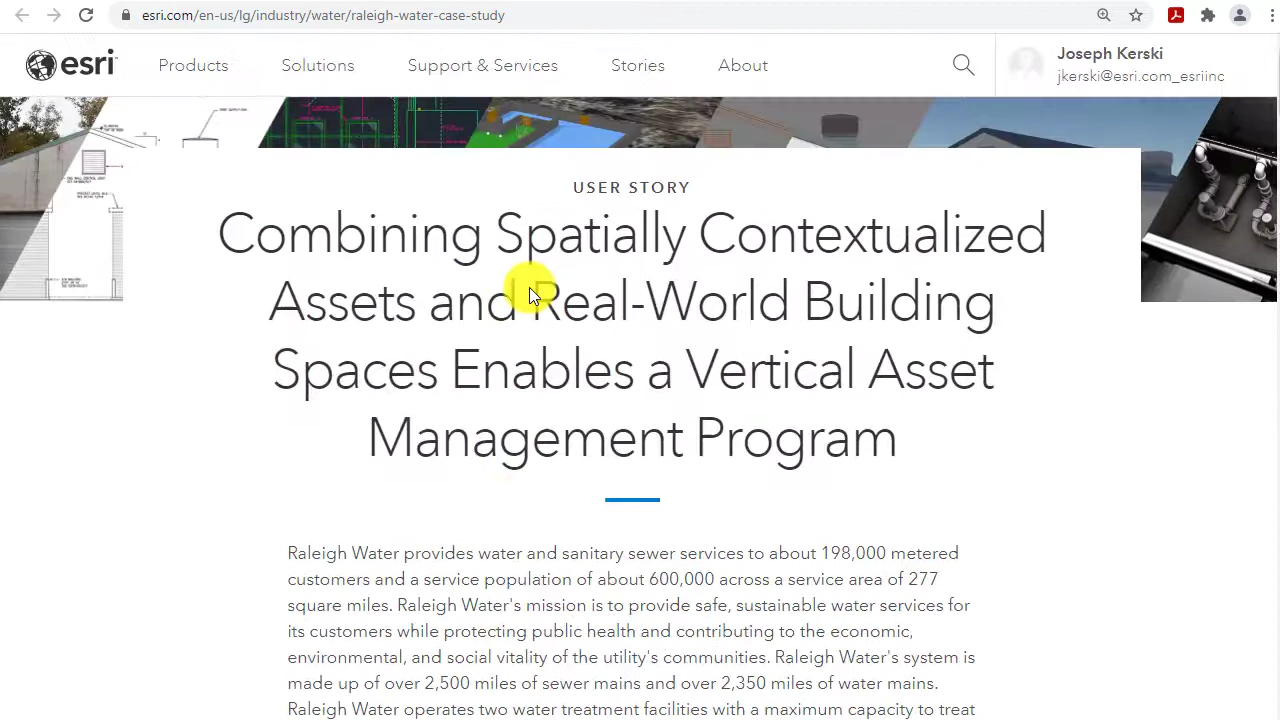 esri.com/en-us/lg/industry/water/raleigh-water-case-study
esri
Products
Solutions
Support & Services
Stories
About
Joseph Kerski
jkerski@esri.com_esriinc
USER STORY
Combining Spatially Contextualized
Assets and Real-World Building
Spaces Enables a Vertical Asset
Management Program
Raleigh Water provides water and sanitary sewer services to about 198,000 metered
customers and a service population of about 600,000 across a service area of 277
square miles. Raleigh Water's mission is to provide safe, sustainable water services for
its customers while protecting public health and contributing to the economic,
environmental, and social vitality of the utility's communities. Raleigh Water's system is
made up of over 2,500 miles of sewer mains and over 2,350 miles of water mains.
Raleigh Water operates two water treatment facilities with a maximum capacity to treat